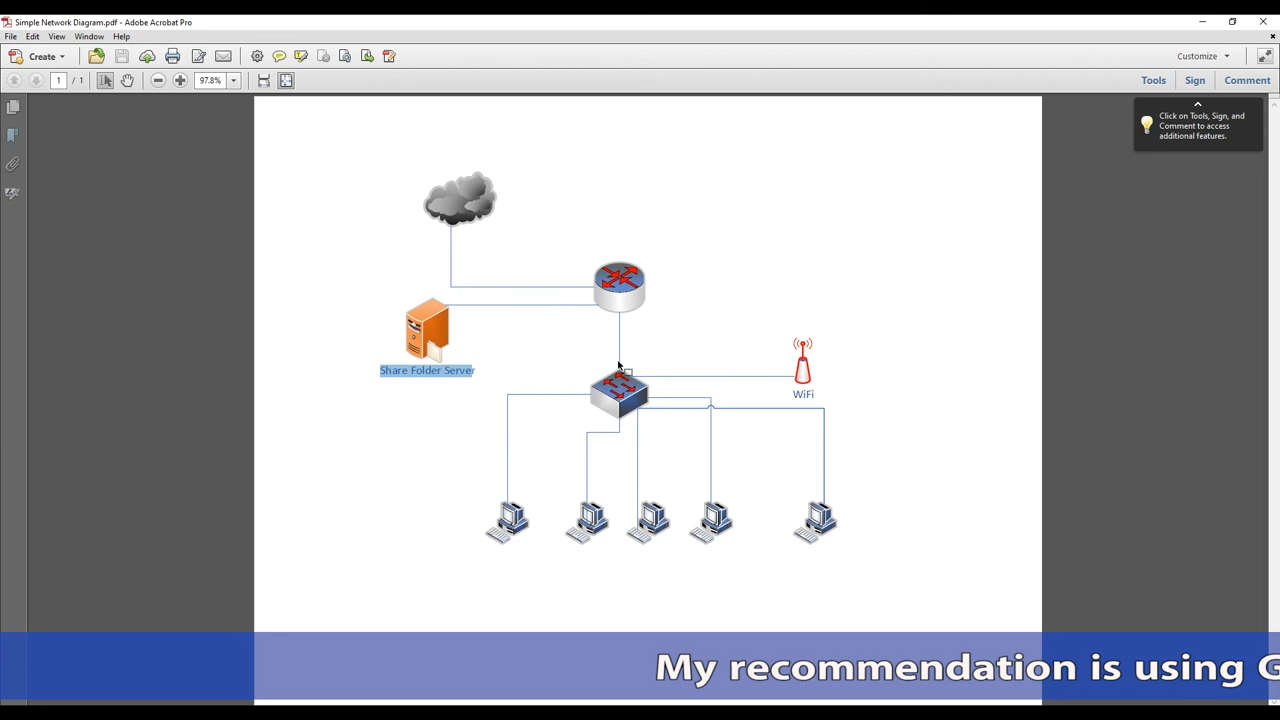 Simple Network Diagram.pdf - Adobe Acrobat Pro
File Edit View Window Help
Create Customize
1 / 1 97.8% Tools Sign Comment
Click on Tools, Sign, and
Comment to access
additional features.
Share Folder Server
WiFi
My recommendation is using G